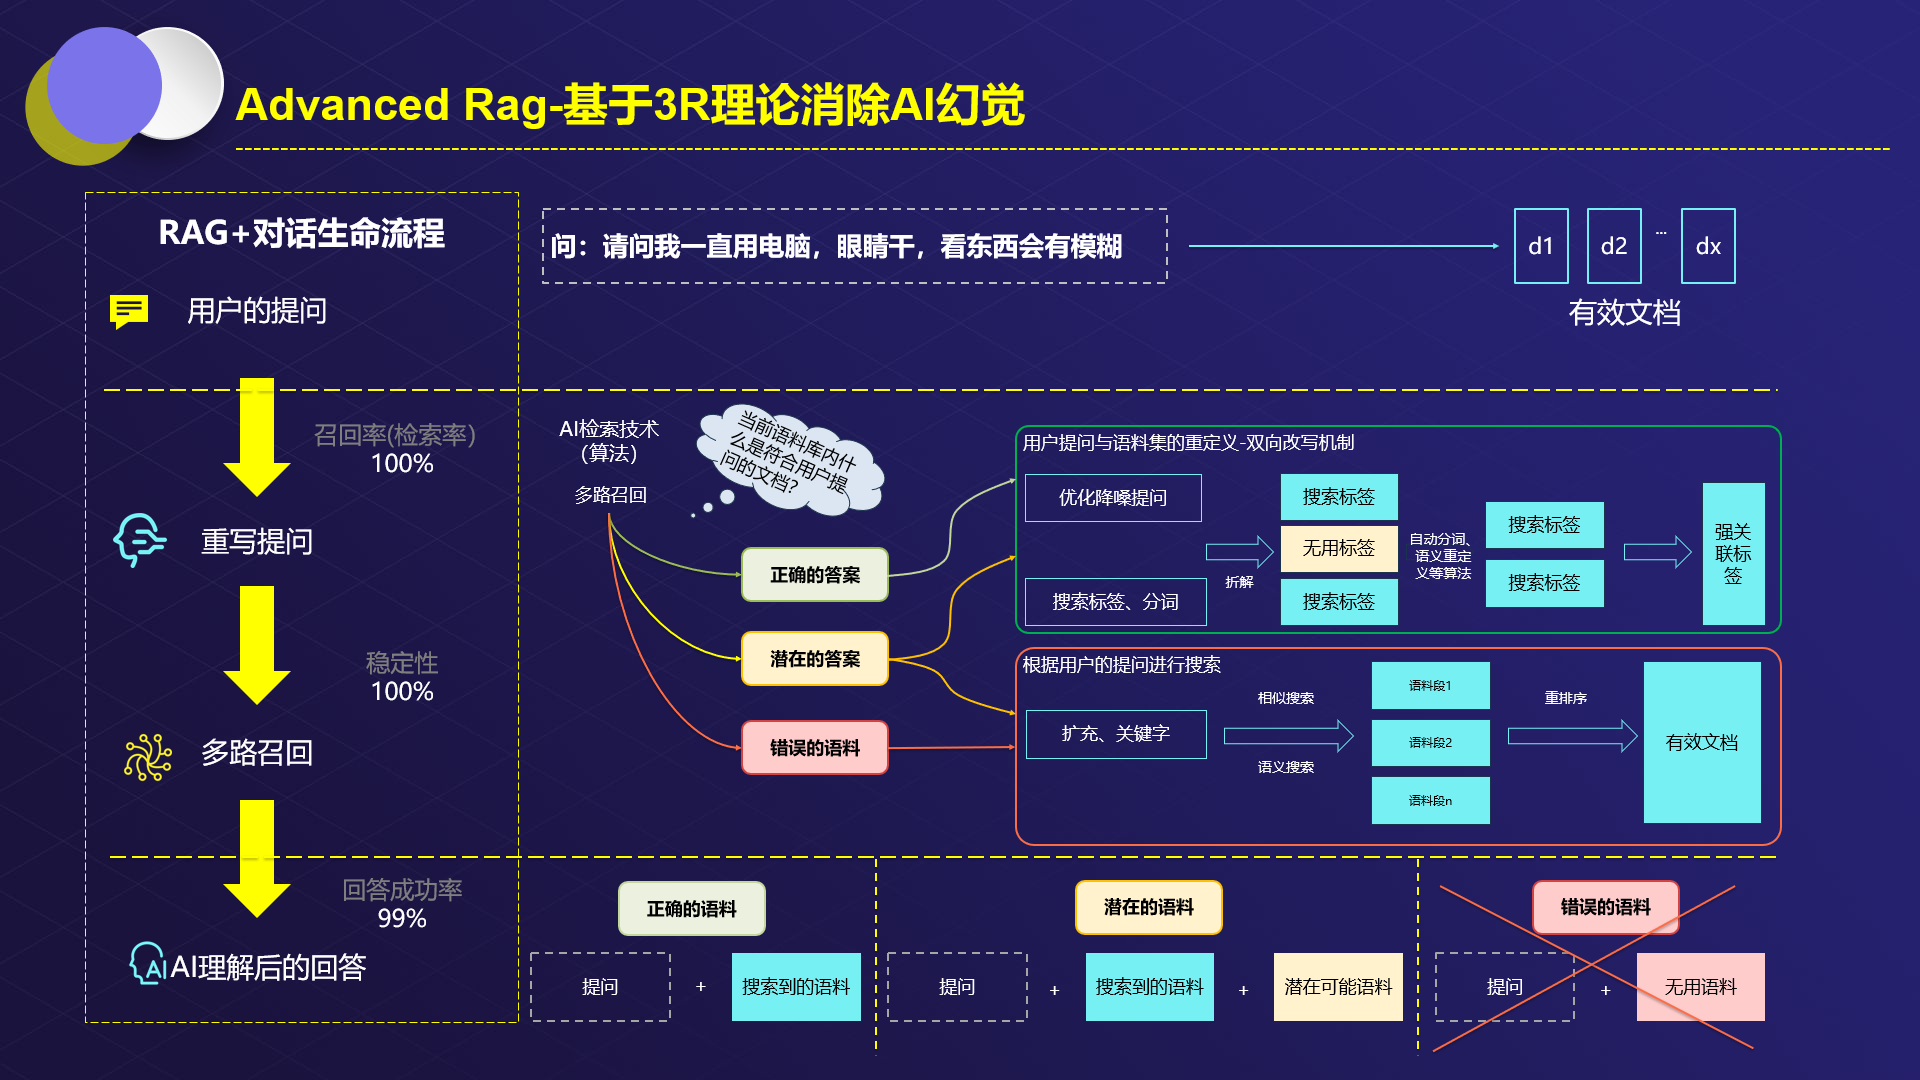 Advanced Rag-基于3R理论消除AI幻觉
RAG+对话生命流程
用户的提问
召回率(检索率)
100%
重写提问
稳定性
100%
多路召回
回答成功率
99%
AI
AI理解后的回答
问：请问我一直用电脑，眼睛干，看东西会有模糊
d1
d2
...
dx
有效文档
AI检索技术
（算法）
多路召回
当前语料库内什
么是符合用户提
问的文档?
正确的答案
潜在的答案
错误的语料
用户提问与语料集的重定义-双向改写机制
优化降嗓提问
搜索标签、分词
折解
搜索标签
无用标签
搜索标签
自动分词、
语义重定
义等算法
搜索标签
搜索标签
强关
联标
签
根据用户的提问进行搜索
扩充、关键字
相似搜索
语义搜索
语料段1
语料段2
语料段n
重排序
有效文档
正确的语料
提问
+
搜索到的语料
潜在的语料
提问
+
搜索到的语料
+
潜在可能语料
错误的语料
提问
+
无用语料